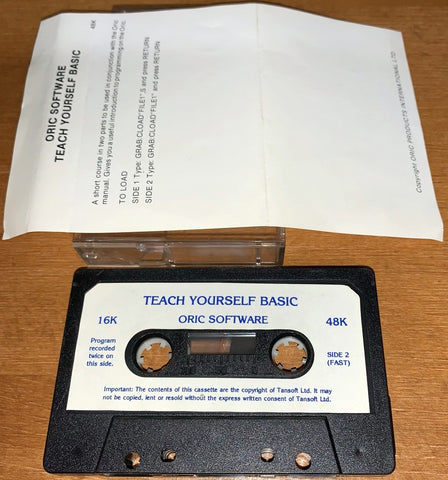 ORIC SOFTWARE
48K
TEACH YOURSELF BASIC
A short course in two parts to be used in conjunction with the Oric
manual. Gives you a useful introduction to programming on the Oric.
TO LOAD
SIDE 1 Type: GRAB:CLOAD"FILE1",S and press RETURN
SIDE 2 Type: GRAB:CLOAD"FILE1" and press RETURN
Copyright ORIC PRODUCTS INTERNATIONAL LTD
TEACH YOURSELF BASIC
16K ORIC SOFTWARE 48K
Program
recorded
twice on
this side.
SIDE 2
(FAST)
Important: The contents of this cassette are the copyright of Tansoft Ltd. It may
not be copied, lent or resold without the express written consent of Tansoft Ltd.